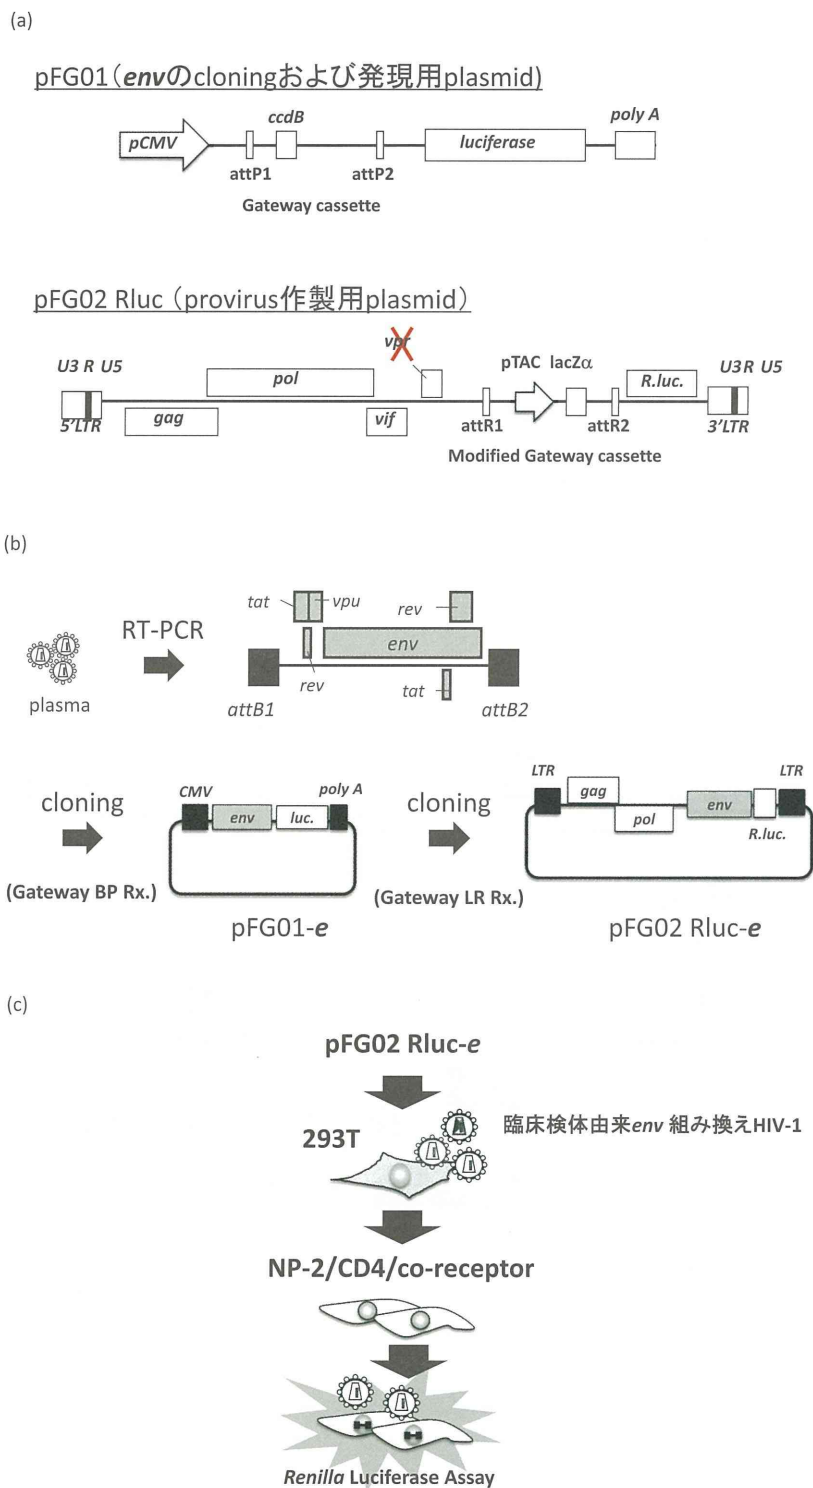 (a)
pFG01（envのcloningおよび発現用plasmid)
pCMV
ccdB
luciferase
poly A
attP1
attP2
Gateway cassette
pFG02 Rluc （provirus作製用plasmid）
vpr
U3 R U5
pol
pTAC lacZα
R.luc.
U3R U5
5'LTR
gag
vif
attR1
attR2
3'LTR
Modified Gateway cassette
(b)
tat
vpu
rev
RT-PCR
env
plasma
rev
tat
attB1
attB2
cloning
CMV
poly A
env
luc.
cloning
LTR
LTR
gag
env
pol
R.luc.
(Gateway BP Rx.)
(Gateway LR Rx.)
pFG01-e
pFG02 Rluc-e
(c)
pFG02 Rluc-e
293T
臨床検体由来env 組み換えHIV-1
NP-2/CD4/co-receptor
Renilla Luciferase Assay